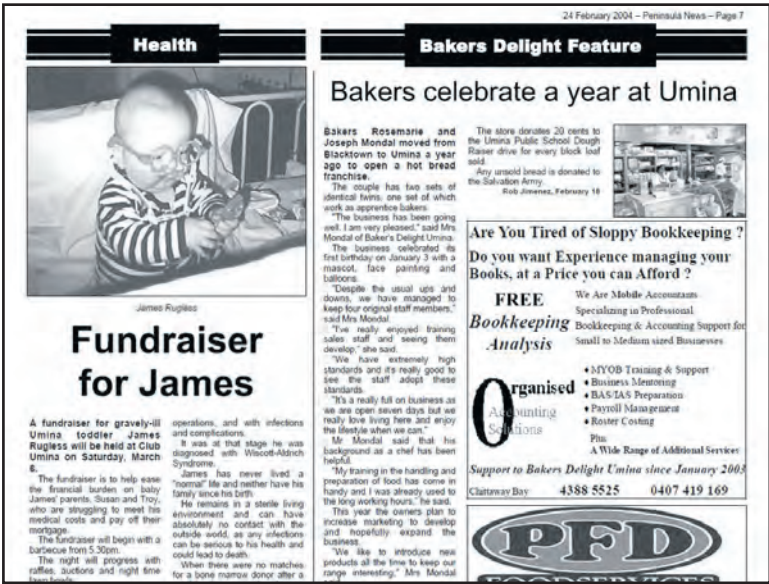 24 February 2004 – Peninsula News – Page 7
Health
James Rugless
Fundraiser
for James
A fundraiser for gravely-ill
Umina toddler James
Rugless will be held at Club
Umina on Saturday, March
6.
The fundraiser is to help ease
the financial burden on baby
James' parents, Susan and Troy,
who are struggling to meet his
medical costs and pay off their
mortgage.
The fundraiser will begin with a
barbecue from 5.30pm.
The night will progress with
raffles, auctions and night time
operations, and with infections
and complications.
It was at that stage he was
diagnosed with Wiscott-Aldrich
Syndrome.
James has never lived a
"normal" life and neither have his
family since his birth.
He remains in a sterile living
environment and can have
absolutely no contact with the
outside world, as any infections
can be serious to his health and
could lead to death.
When there were no matches
for a bone marrow donor after a
Bakers Delight Feature
Bakers celebrate a year at Umina
Bakers Rosemarie and
Joseph Mondal moved from
Blacktown to Umina a year
ago to open a hot bread
franchise.
The couple has two sets of
identical twins, one set of which
work as apprentice bakers.
"The business has been going
well. I am very pleased," said Mrs
Mondal of Baker's Delight Umina.
The business celebrated its
first birthday on January 3 with a
mascot, face painting and
balloons.
"Despite the usual ups and
downs, we have managed to
keep four original staff members,"
said Mrs Mondal.
"I've really enjoyed training
sales staff and seeing them
develop," she said.
"We have extremely high
standards and it's really good to
see the staff adopt these
standards.
"It's a really full on business as
we are open seven days but we
really love living here and enjoy
the lifestyle when we can."
Mr Mondal said that his
background as a chef has been
helpful.
"My training in the handling and
preparation of food has come in
handy and I was already used to
the long working hours," he said.
This year the owners plan to
increase marketing to develop
and hopefully expand the
business.
"We like to introduce new
products all the time to keep our
range interesting," Mrs Mondal
The store donates 20 cents to
the Umina Public School Dough
Raiser drive for every block loaf
sold.
Any unsold bread is donated to
the Salvation Army.
Rob Jimenez, February 18
Are You Tired of Sloppy Bookkeeping ?
Do you want Experience managing your
Books, at a Price you can Afford ?
FREE
Bookkeeping
Analysis
We Are Mobile Accountants
Specializing in Professional
Bookkeeping & Accounting Support for
Small to Medium sized Businesses
Organised
Accounting
Solutions
♦ MYOB Training & Support
♦ Business Mentoring
♦ BAS/IAS Preparation
♦ Payroll Management
♦ Roster Costing
Plus
A Wide Range of Additional Services
Support to Bakers Delight Umina since January 2003
Chittaway Bay 4388 5525 0407 419 169
PFD
FOODSERVICES